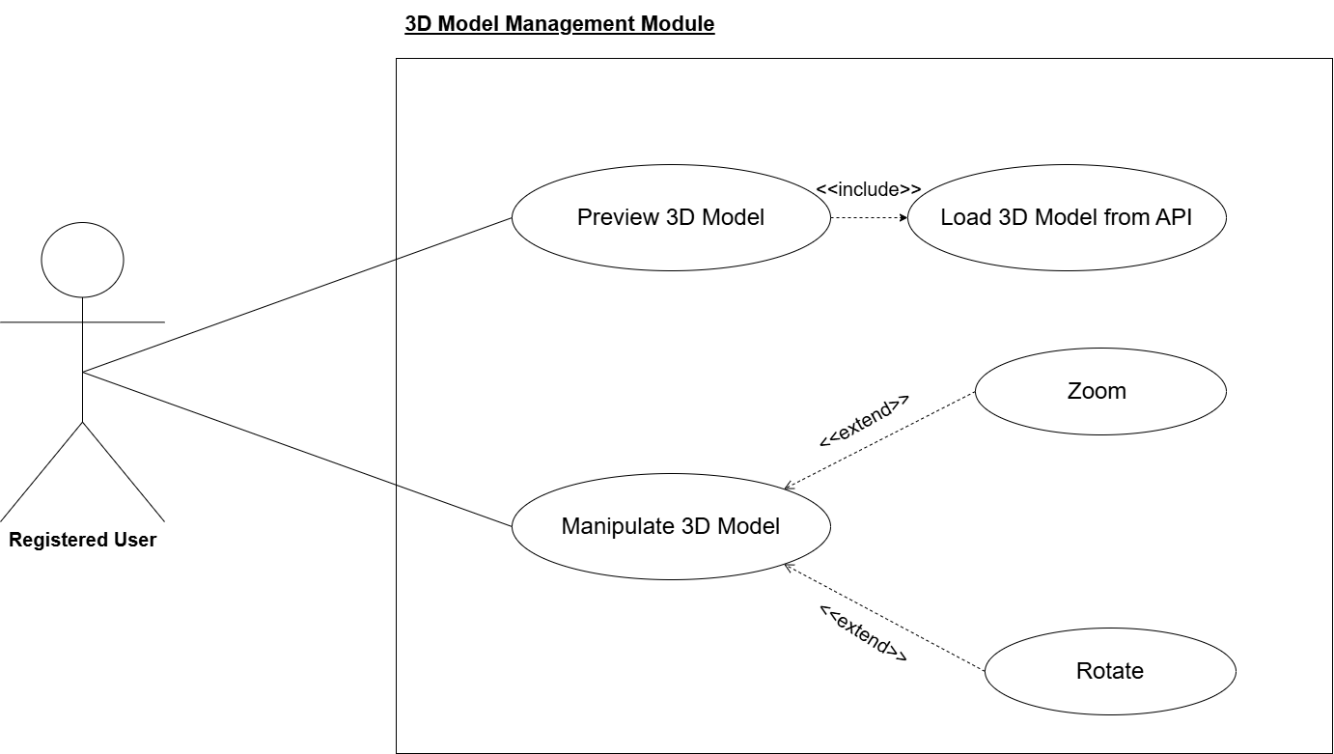 3D Model Management Module
<<include>>
Preview 3D Model
Load 3D Model from API
Zoom
<<extend>>
Manipulate 3D Model
Registered User
<<extend>>
Rotate